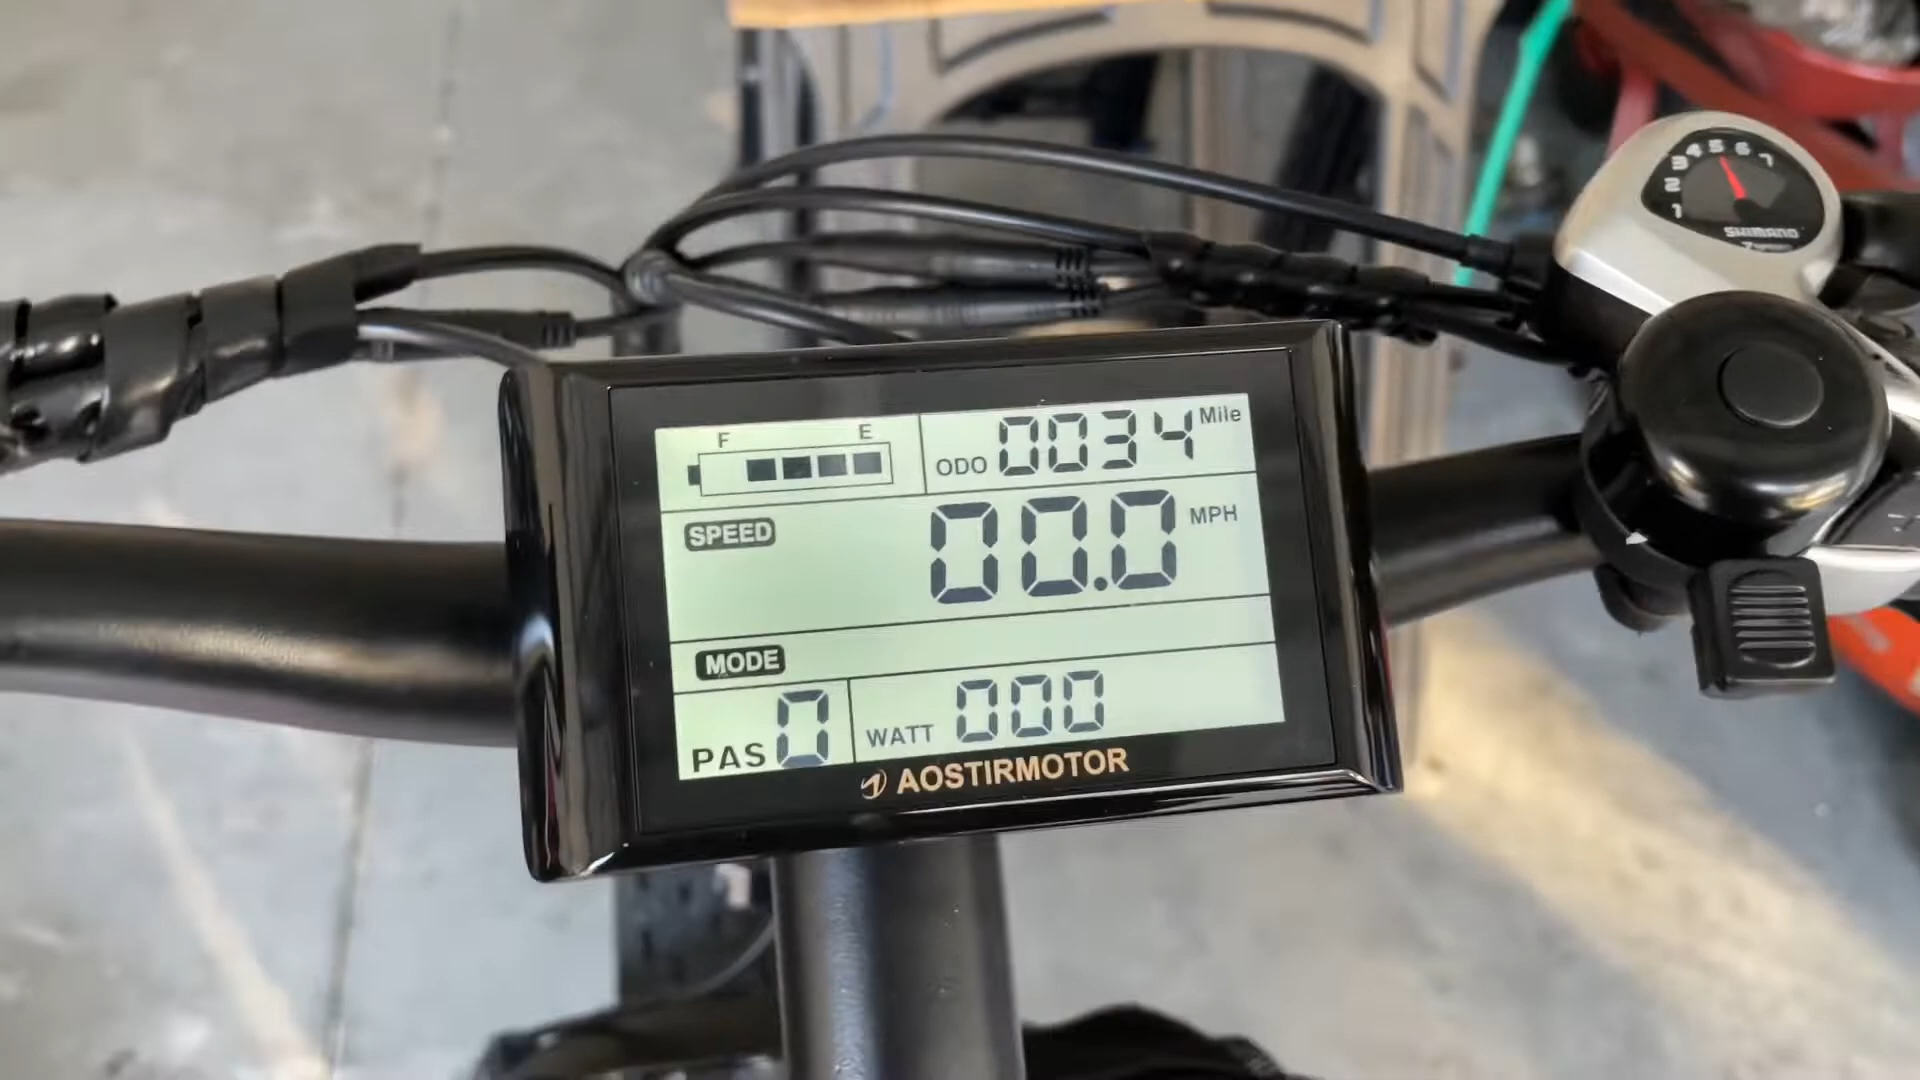 3 4 5 6 7
2
1
SHIMANO
F E
ODO 0034 Mile
SPEED 00.0 MPH
MODE
PAS 0 WATT 000
AOSTIRMOTOR